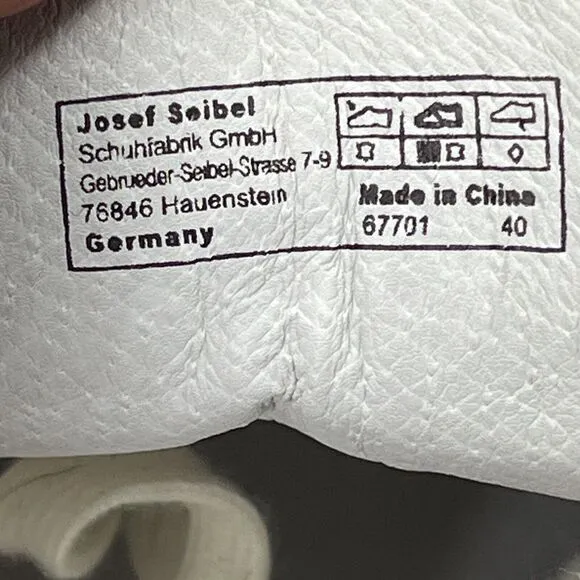 Josef Seibel
Schuhfabrik GmbH
Gebrueder-Seibel-Strasse 7-9
76846 Hauenstein
Germany
Made in China
67701 40